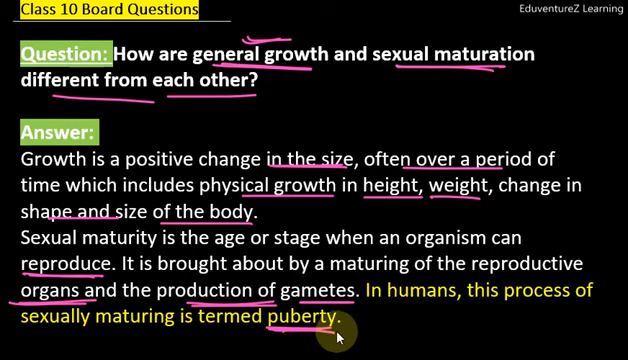 Class 10 Board Questions
EduventureZ Learning
Question: How are general growth and sexual maturation
different from each other?
Answer:
Growth is a positive change in the size, often over a period of
time which includes physical growth in height, weight, change in
shape and size of the body.
Sexual maturity is the age or stage when an organism can
reproduce. It is brought about by a maturing of the reproductive
organs and the production of gametes. In humans, this process of
sexually maturing is termed puberty.